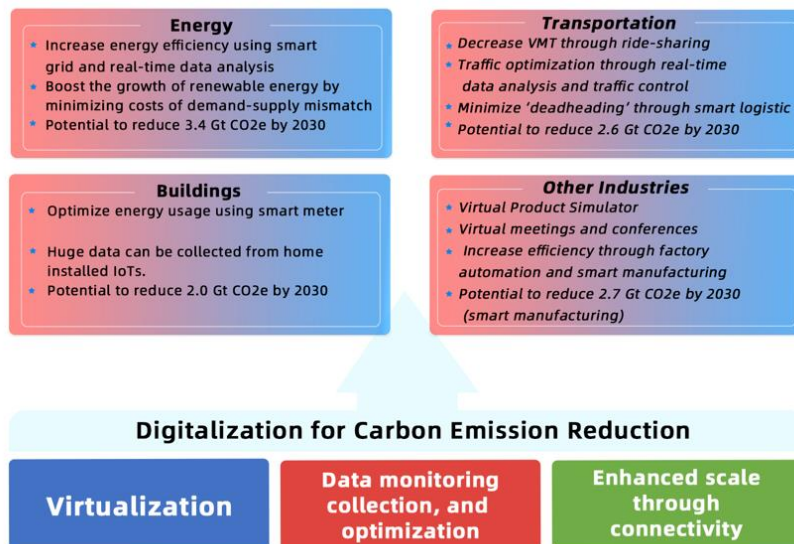 Energy
Increase energy efficiency using smart
grid and real-time data analysis
Boost the growth of renewable energy by
minimizing costs of demand-supply mismatch
Potential to reduce 3.4 Gt CO2e by 2030
Transportation
Decrease VMT through ride-sharing
Traffic optimization through real-time
data analysis and traffic control
Minimize ‘deadheading’ through smart logistic
Potential to reduce 2.6 Gt CO2e by 2030
Buildings
Optimize energy usage using smart meter
Huge data can be collected from home
installed IoTs.
Potential to reduce 2.0 Gt CO2e by 2030
Other Industries
Virtual Product Simulator
Virtual meetings and conferences
Increase efficiency through factory
automation and smart manufacturing
Potential to reduce 2.7 Gt CO2e by 2030
(smart manufacturing)
Digitalization for Carbon Emission Reduction
Virtualization
Data monitoring
collection, and
optimization
Enhanced scale
through
connectivity